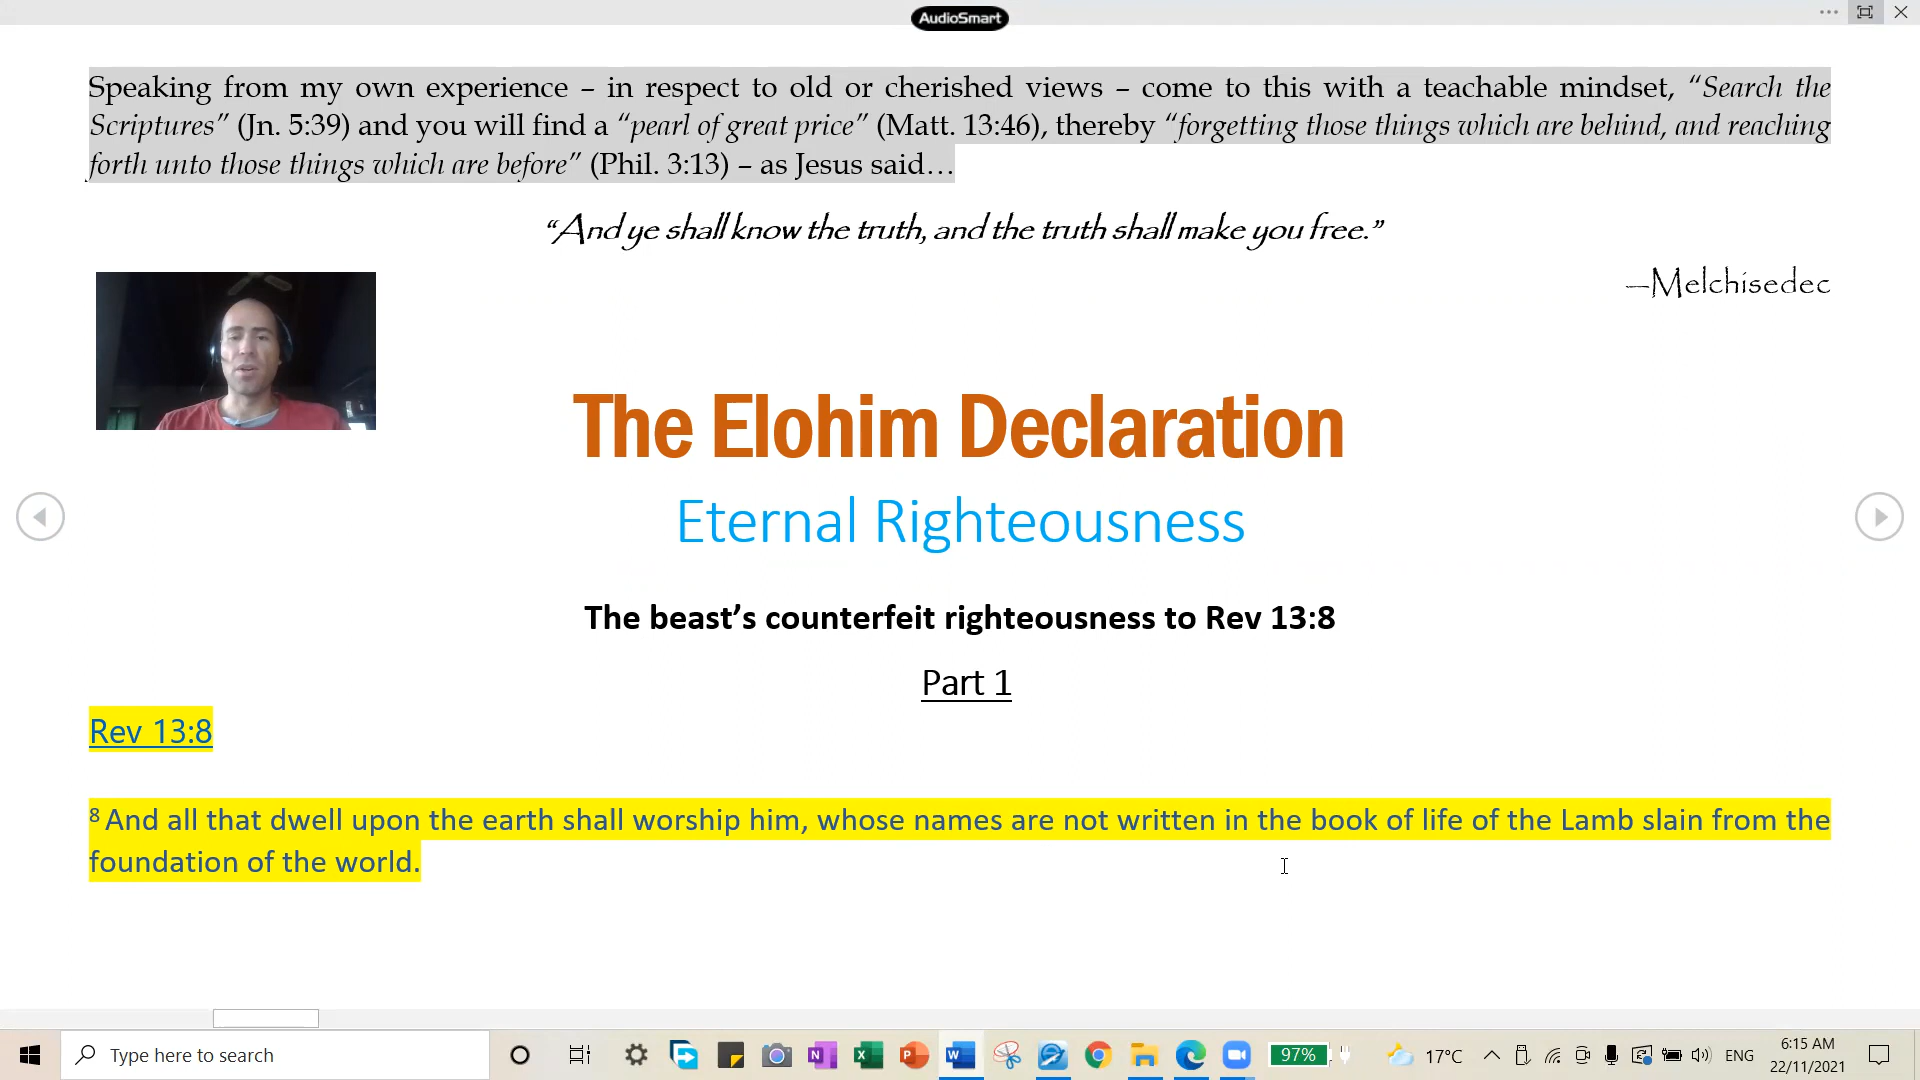 AudioSmart
Speaking from my own experience – in respect to old or cherished views – come to this with a teachable mindset, “Search the
Scriptures” (Jn. 5:39) and you will find a “pearl of great price” (Matt. 13:46), thereby “forgetting those things which are behind, and reaching
forth unto those things which are before” (Phil. 3:13) – as Jesus said…
“And ye shall know the truth, and the truth shall make you free.”
—Melchisedec
The Elohim Declaration
Eternal Righteousness
The beast’s counterfeit righteousness to Rev 13:8
Part 1
Rev 13:8
8 And all that dwell upon the earth shall worship him, whose names are not written in the book of life of the Lamb slain from the
foundation of the world.
Type here to search
97%
17°C
ENG
6:15 AM
22/11/2021